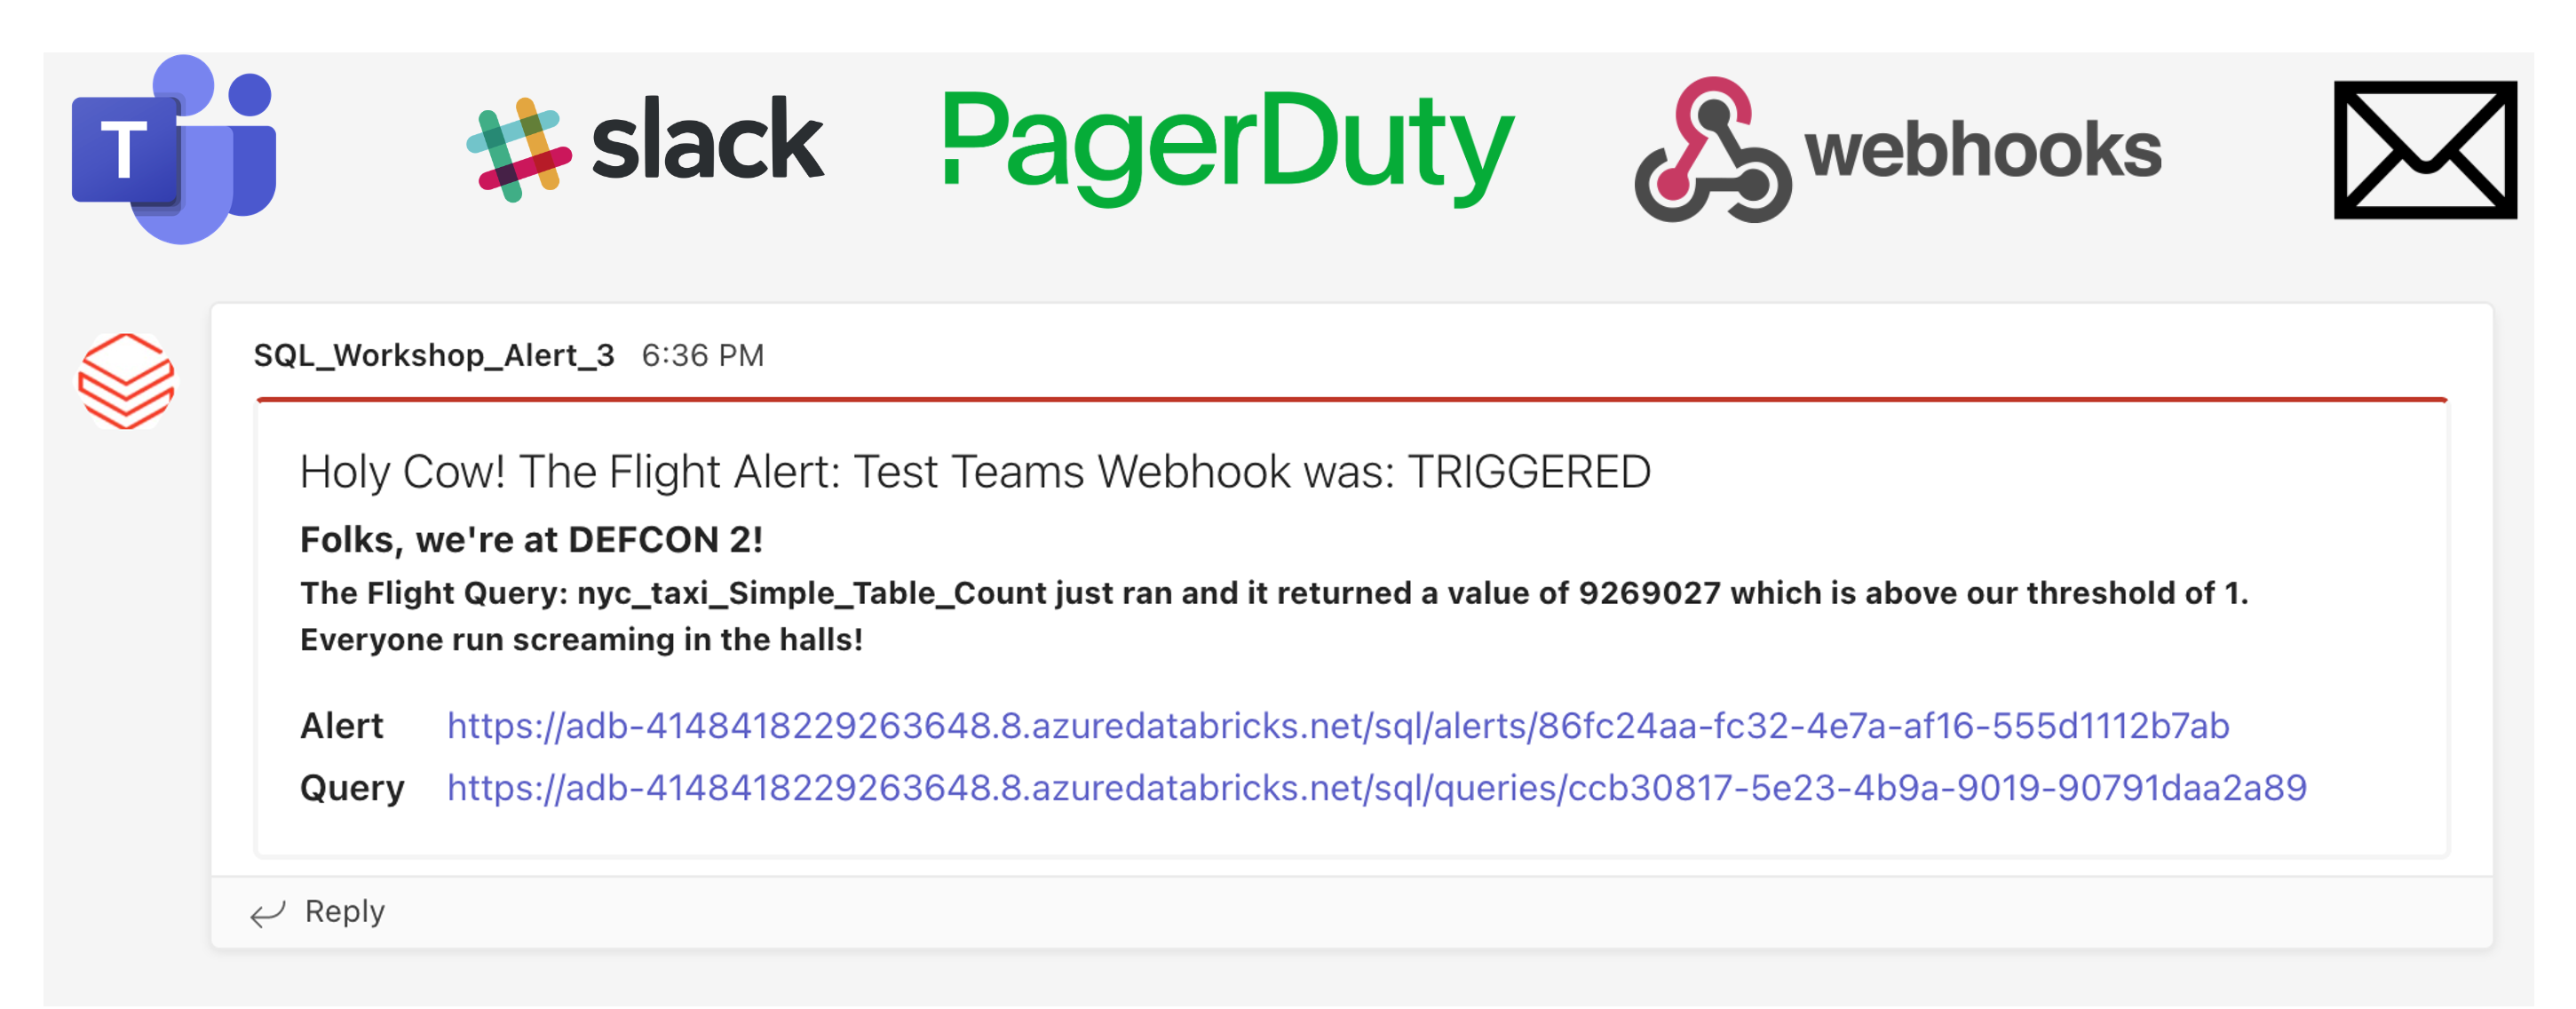 T
slack
PagerDuty
webhooks
SQL_Workshop_Alert_3 6:36 PM
Holy Cow! The Flight Alert: Test Teams Webhook was: TRIGGERED
Folks, we're at DEFCON 2!
The Flight Query: nyc_taxi_Simple_Table_Count just ran and it returned a value of 9269027 which is above our threshold of 1.
Everyone run screaming in the halls!
Alert https://adb-4148418229263648.8.azuredatabricks.net/sql/alerts/86fc24aa-fc32-4e7a-af16-555d1112b7ab
Query https://adb-4148418229263648.8.azuredatabricks.net/sql/queries/ccb30817-5e23-4b9a-9019-90791daa2a89
Reply